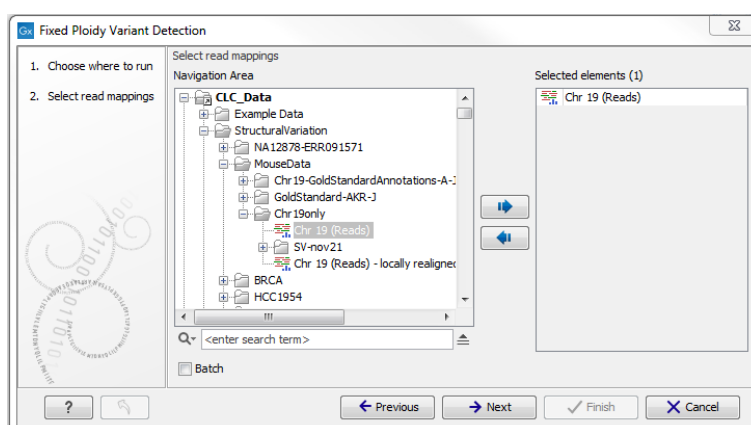 Gx Fixed Ploidy Variant Detection
1. Choose where to run
2. Select read mappings
Select read mappings
Navigation Area
CLC_Data
Example Data
StructuralVariation
NA12878-ERR091571
MouseData
Chr19-GoldStandardAnnotations-A-J
GoldStandard-AKR-J
Chr19only
Chr 19 (Reads)
SV-nov21
Chr 19 (Reads) - locally realigned
BRCA
HCC1954
<enter search term>
Batch
Selected elements (1)
Chr 19 (Reads)
?
Previous
Next
Finish
Cancel